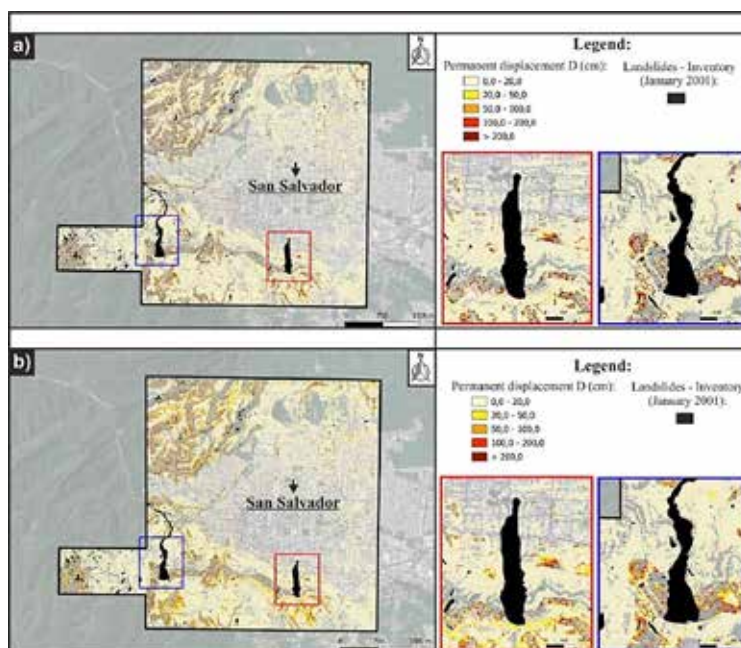 a)
N
San Salvador
Legend:
Permanent displacement D (cm):
0,0 - 20,0
20,0 - 50,0
50,0 - 100,0
100,0 - 200,0
> 200,0
Landslides - Inventory
(January 2001):
b)
N
San Salvador
Legend:
Permanent displacement D (cm):
0,0 - 20,0
20,0 - 50,0
50,0 - 100,0
100,0 - 200,0
> 200,0
Landslides - Inventory
(January 2001):